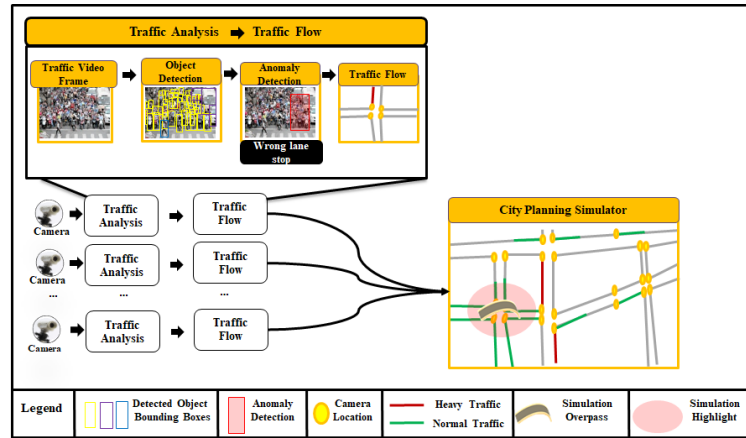 Traffic Analysis Traffic Flow
Traffic Video
Frame
Object
Detection
Anomaly
Detection
Traffic Flow
Wrong lane
stop
Camera
Traffic
Analysis
Traffic
Flow
Camera
Traffic
Analysis
Traffic
Flow
...
...
...
Camera
Traffic
Analysis
Traffic
Flow
City Planning Simulator
Legend
Detected Object
Bounding Boxes
Anomaly
Detection
Camera
Location
Heavy Traffic
Normal Traffic
Simulation
Overpass
Simulation
Highlight